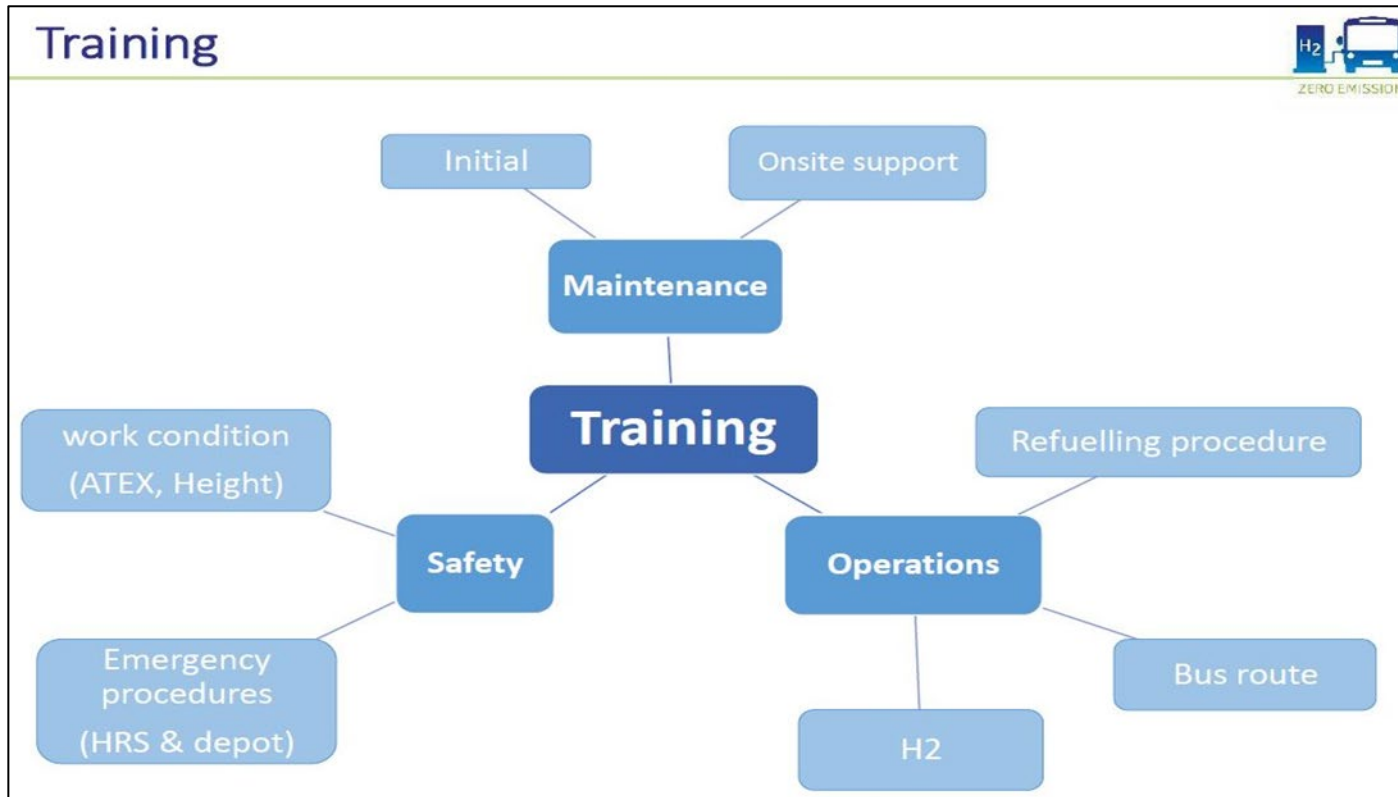 Training
H2
ZERO EMISSION
Initial
Onsite support
Maintenance
Training
work condition
(ATEX, Height)
Refuelling procedure
Safety
Operations
Emergency
procedures
(HRS & depot)
Bus route
H2